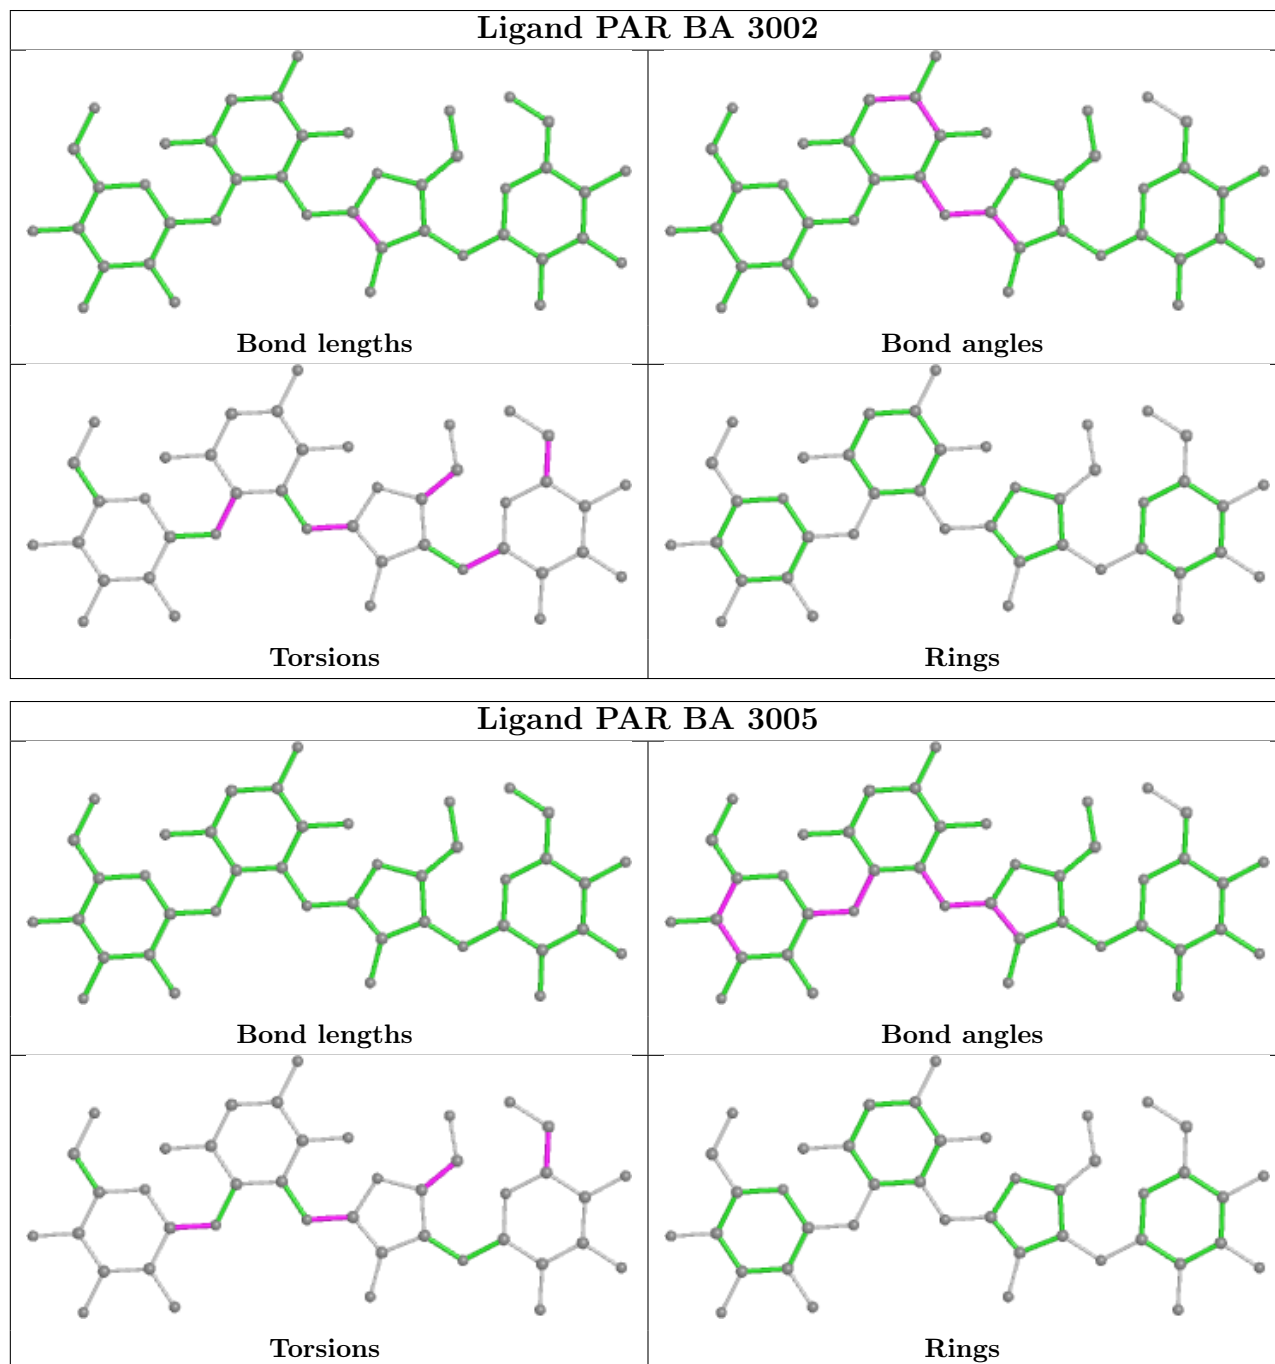 Ligand PAR BA 3002
Bond lengths
Bond angles
Torsions
Rings
Ligand PAR BA 3005
Bond lengths
Bond angles
Torsions
Rings